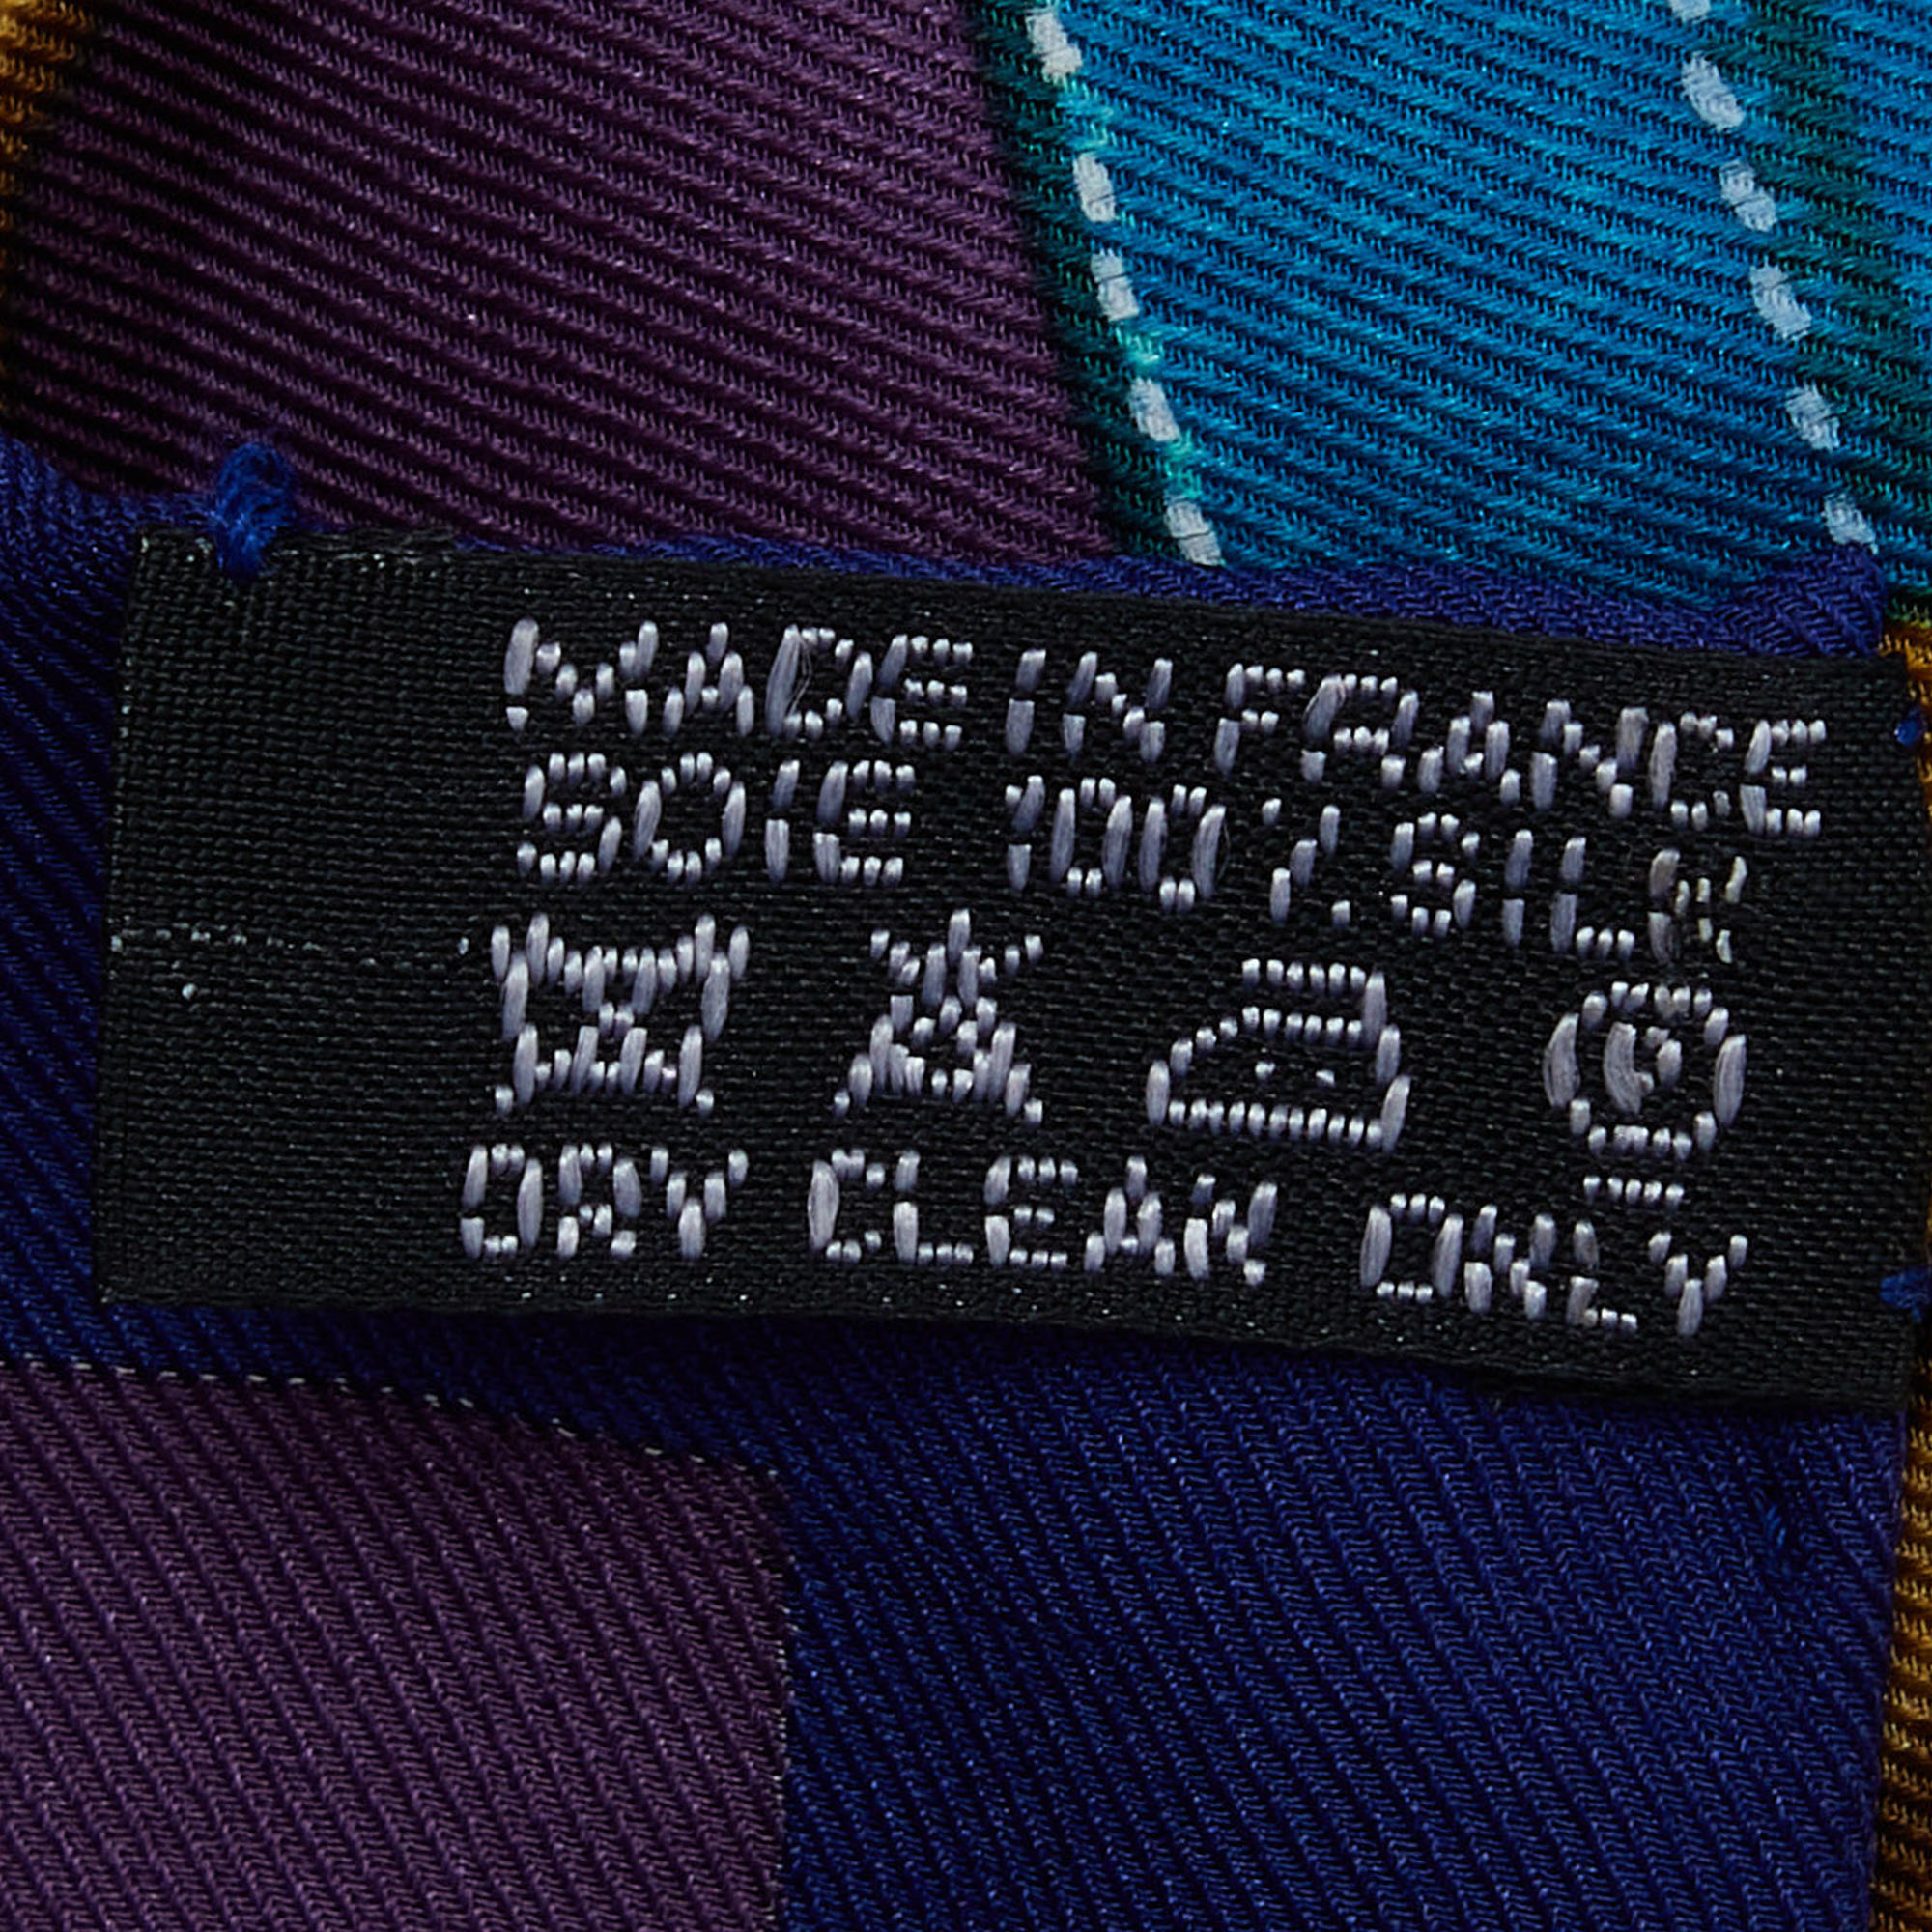 MADE IN FRANCE
SOIE 100% SILK
P
DRY CLEAN ONLY